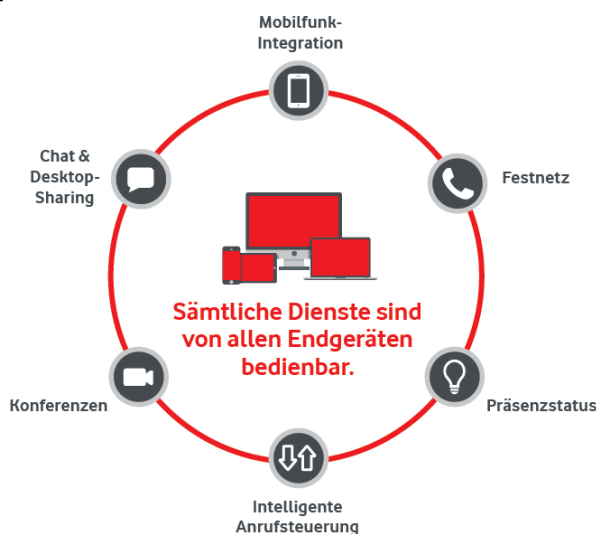 Mobilfunk-
Integration
Chat &
Desktop-
Sharing
Festnetz
Sämtliche Dienste sind
von allen Endgeräten
bedienbar.
Konferenzen
Präsenzstatus
Intelligente
Anrufsteuerung